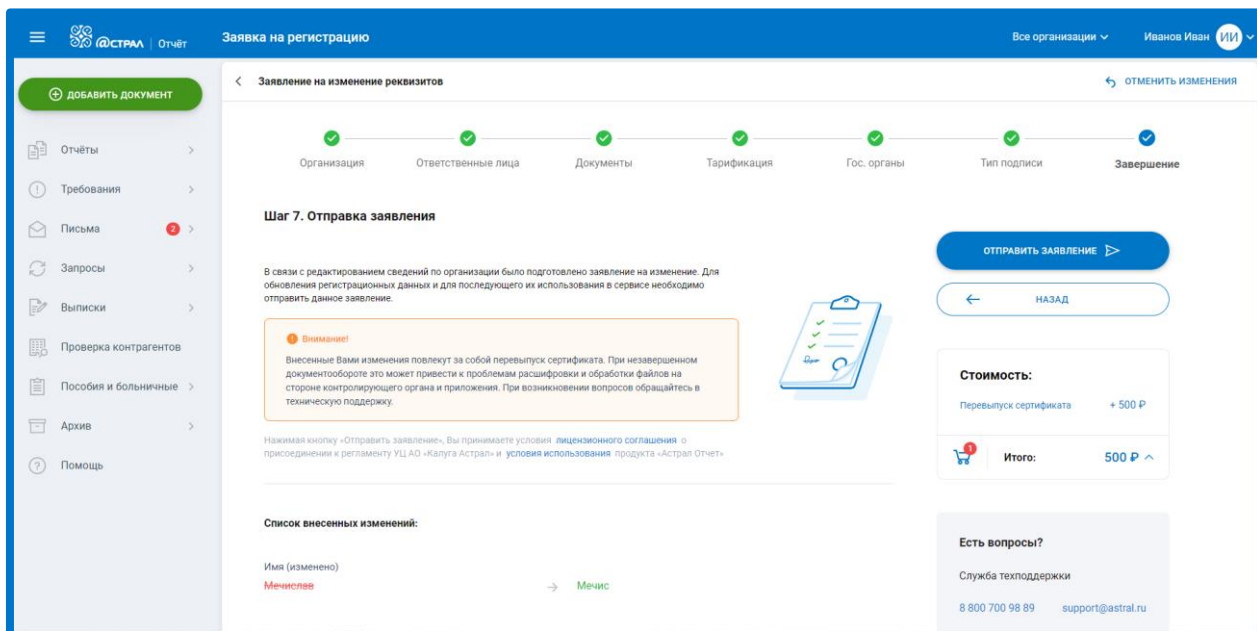 @СТРАЛ | Отчёт
Заявка на регистрацию
Все организации
Иванов Иван ИИ
ДОБАВИТЬ ДОКУМЕНТ
Отчёты
Требования
Письма 2
Запросы
Выписки
Проверка контрагентов
Пособия и больничные
Архив
Помощь
Заявление на изменение реквизитов
ОТМЕНИТЬ ИЗМЕНЕНИЯ
Организация Ответственные лица Документы Тарификация Гос. органы Тип подписи Завершение
Шаг 7. Отправка заявления
В связи с редактированием сведений по организации было подготовлено заявление на изменение. Для
обновления регистрационных данных и для последующего их использования в сервисе необходимо
отправить данное заявление.
Внимание!
Внесенные Вами изменения повлекут за собой перевыпуск сертификата. При незавершенном
документообороте это может привести к проблемам расшифровки и обработки файлов на
стороне контролирующего органа и приложения. При возникновении вопросов обращайтесь в
техническую поддержку.
Нажимая кнопку «Отправить заявление», Вы принимаете условия лицензионного соглашения о
присоединении к регламенту УЦ АО «Калуга Астрал» и условия использования продукта «Астрал Отчет»
Список внесенных изменений:
Имя (изменено)
Мечислав → Мечис
ОТПРАВИТЬ ЗАЯВЛЕНИЕ
НАЗАД
Стоимость:
Перевыпуск сертификата + 500 ₽
1 Итого: 500 ₽
Есть вопросы?
Служба техподдержки
8 800 700 98 89 support@astral.ru